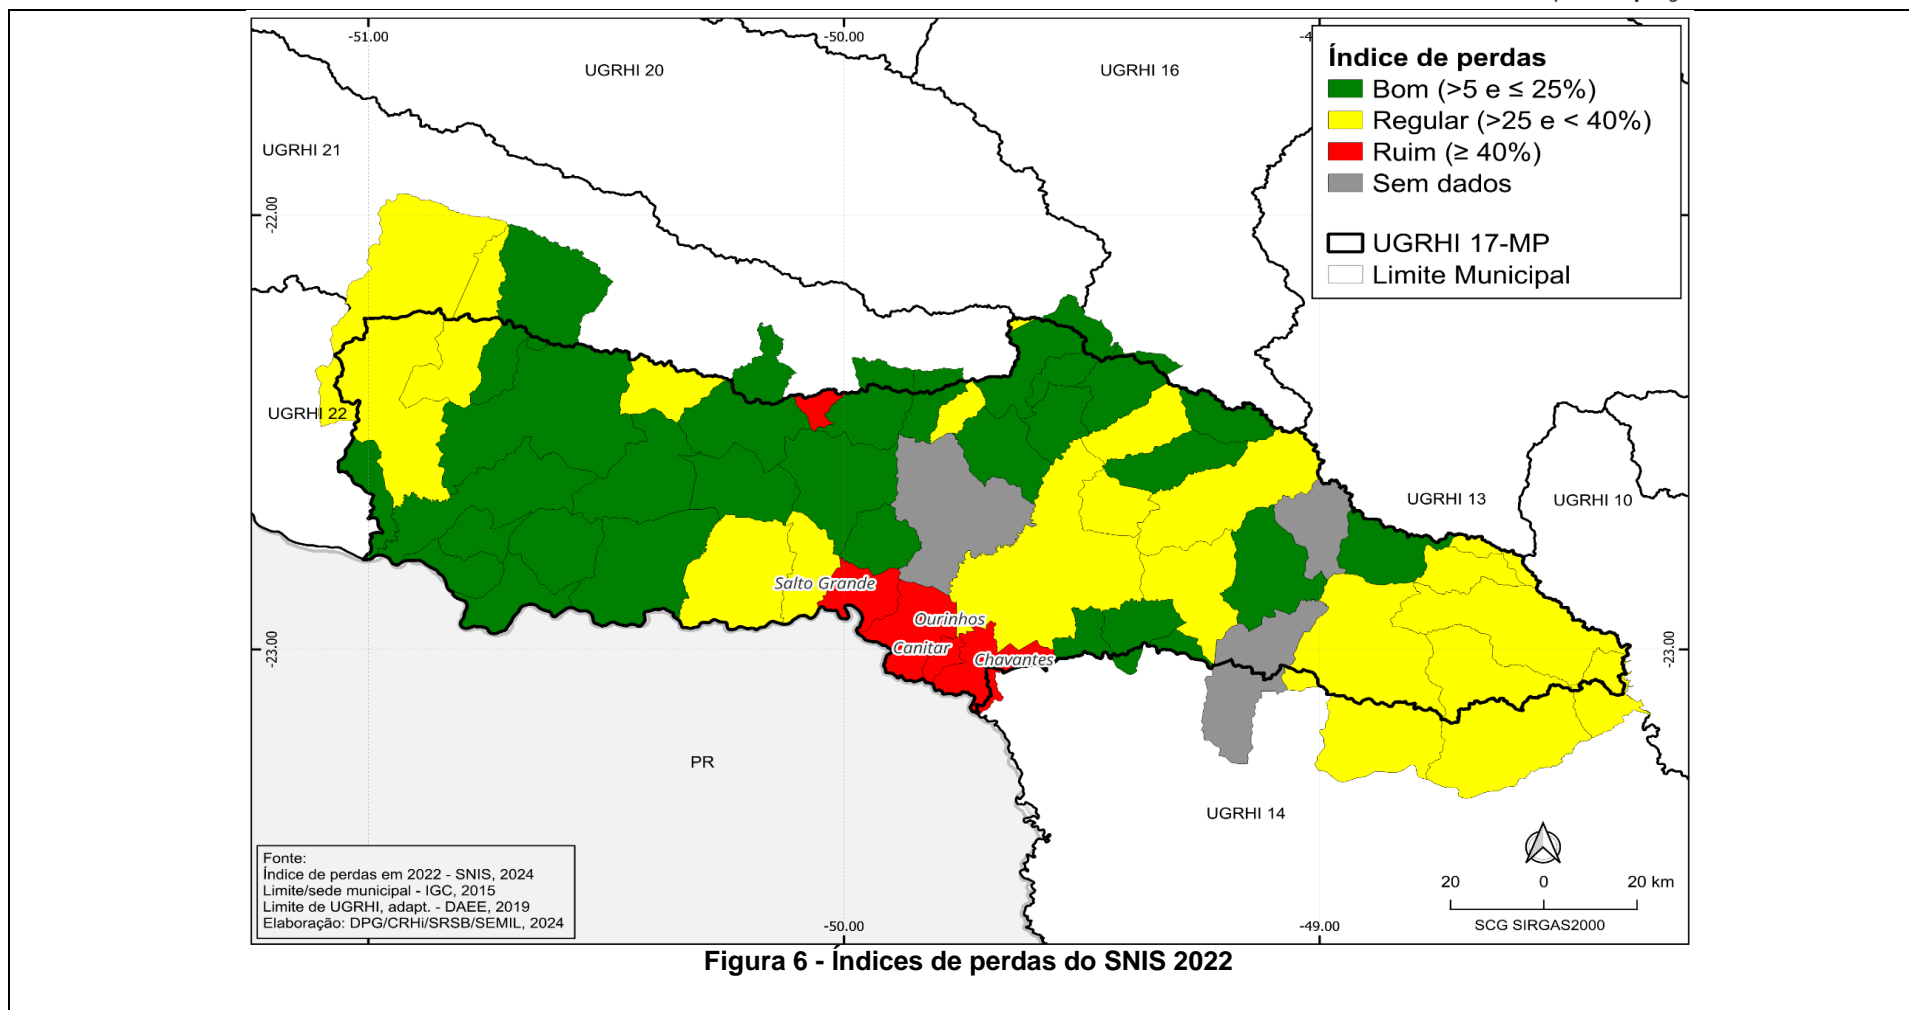 -51.00
-50.00
UGRHI 20
UGRHI 16
UGRHI 21
-22.00
Índice de perdas
Bom (>5 e ≤ 25%)
Regular (>25 e < 40%)
Ruim (≥ 40%)
Sem dados
UGRHI 17-MP
Limite Municipal
UGRHI 22
UGRHI 13
UGRHI 10
Salto Grande
Ourinhos
Canitar
Chavantes
-23.00
-23.00
PR
UGRHI 14
Fonte:
Índice de perdas em 2022 - SNIS, 2024
Limite/sede municipal - IGC, 2015
Limite de UGRHI, adapt. - DAEE, 2019
Elaboração: DPG/CRHi/SRSB/SEMIL, 2024
20 0 20 km
SCG SIRGAS2000
-50.00
-49.00
Figura 6 - Índices de perdas do SNIS 2022